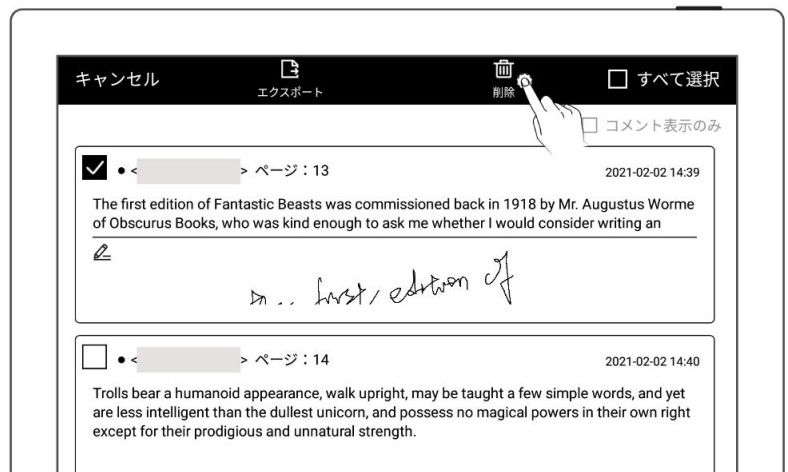 キャンセル
エクスポート
削除
すべて選択
コメント表示のみ
● < > ページ：13
2021-02-02 14:39
The first edition of Fantastic Beasts was commissioned back in 1918 by Mr. Augustus Worme
of Obscurus Books, who was kind enough to ask me whether I would consider writing an
first, edition of
● < > ページ：14
2021-02-02 14:40
Trolls bear a humanoid appearance, walk upright, may be taught a few simple words, and yet
are less intelligent than the dullest unicorn, and possess no magical powers in their own right
except for their prodigious and unnatural strength.